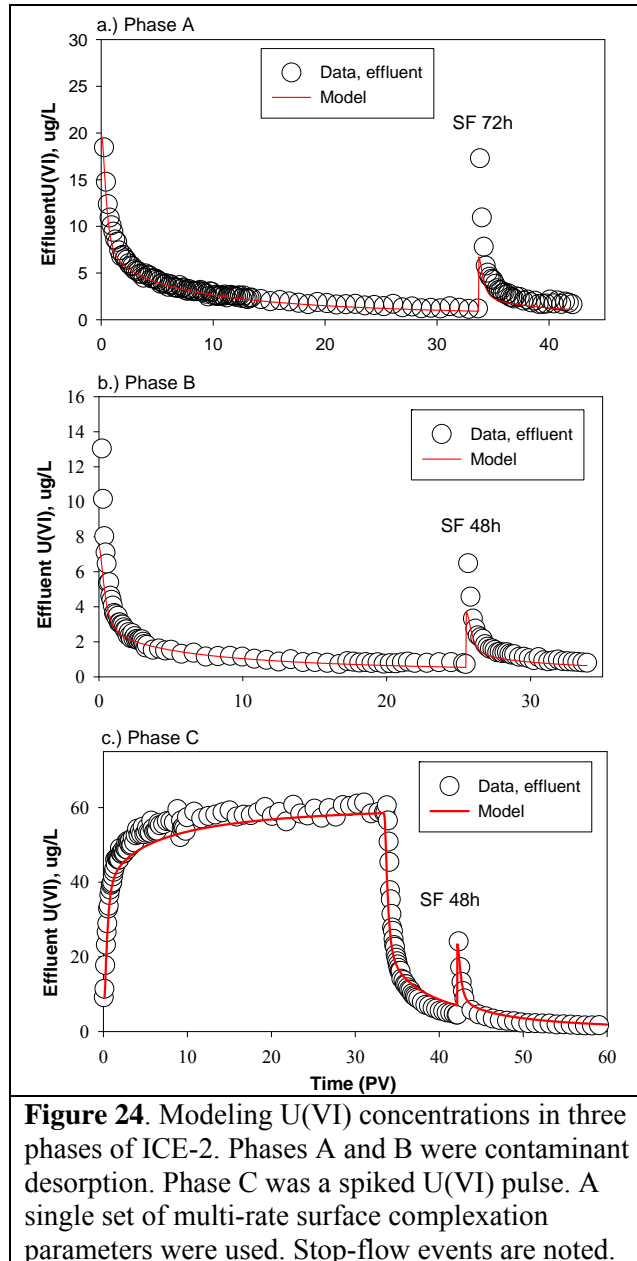 a.) Phase A
30
25
20
15
10
5
0
EffluentU(VI), ug/L
Data, effluent
Model
SF 72h
0 10 20 30 40
b.) Phase B
16
14
12
10
8
6
4
2
0
Effluent U(VI), ug/L
Data, effluent
Model
SF 48h
0 10 20 30
c.) Phase C
60
40
20
0
Effluent U(VI), ug/L
Data, effluent
Model
SF 48h
0 10 20 30 40 50 60
Time (PV)
Figure 24. Modeling U(VI) concentrations in three
phases of ICE-2. Phases A and B were contaminant
desorption. Phase C was a spiked U(VI) pulse. A
single set of multi-rate surface complexation
parameters were used. Stop-flow events are noted.